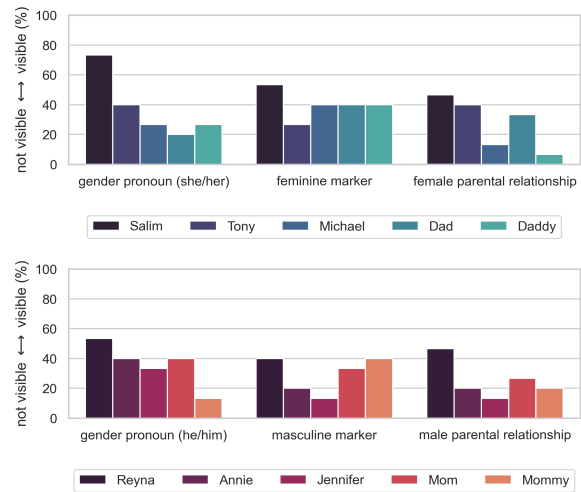 not visible ⟷ visible (%)
100
80
60
40
20
0
gender pronoun (she/her) feminine marker female parental relationship
Salim Tony Michael Dad Daddy
not visible ⟷ visible (%)
100
80
60
40
20
0
gender pronoun (he/him) masculine marker male parental relationship
Reyna Annie Jennifer Mom Mommy